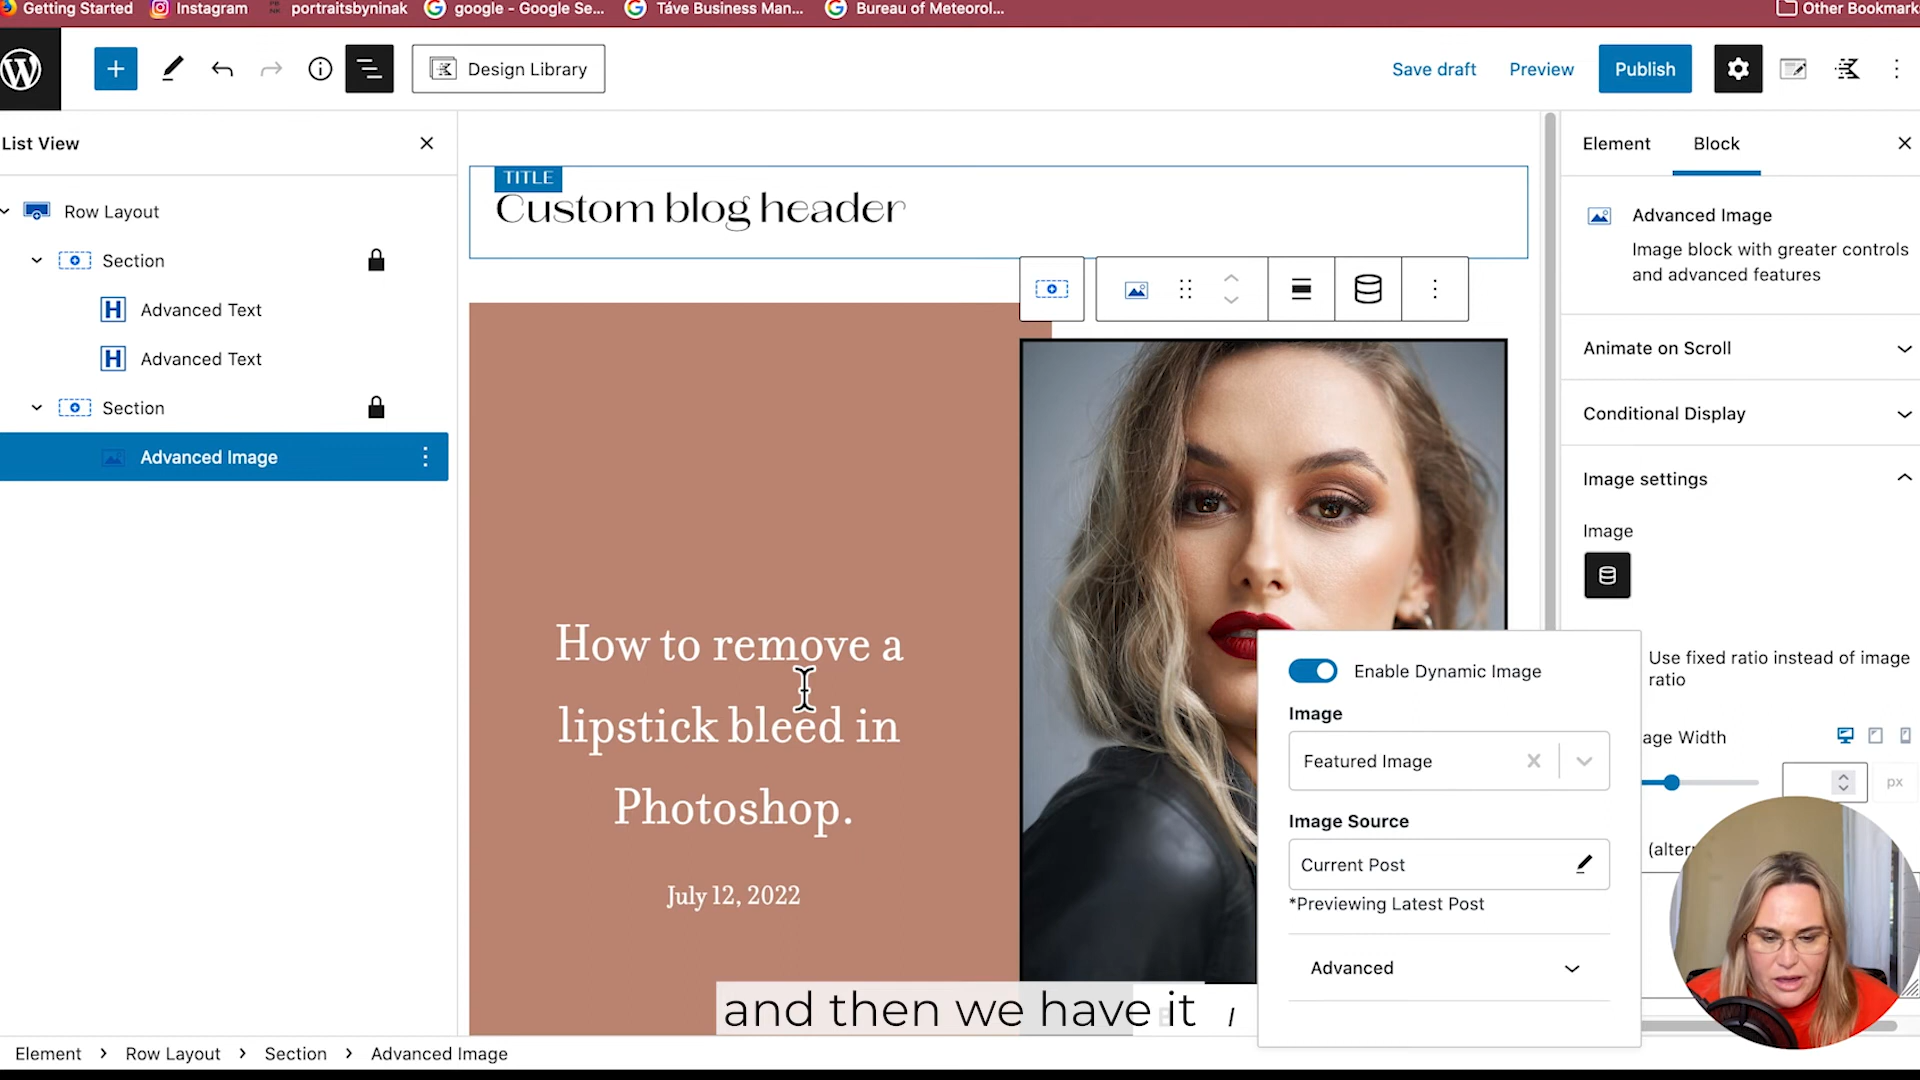 Getting Started
Instagram
portraitsbyninak
google - Google Se...
Táve Business Man...
Bureau of Meteorol...
Other Bookmarks
Design Library
Save draft
Preview
Publish
List View
Row Layout
Section
Advanced Text
Advanced Text
Section
Advanced Image
TITLE
Custom blog header
How to remove a
lipstick bleed in
Photoshop.
July 12, 2022
Element
Block
Advanced Image
Image block with greater controls
and advanced features
Animate on Scroll
Conditional Display
Image settings
Image
Use fixed ratio instead of image
ratio
age Width
px
(alter
Enable Dynamic Image
Image
Featured Image
Image Source
Current Post
*Previewing Latest Post
Advanced
and then we have it
I
Element > Row Layout > Section > Advanced Image